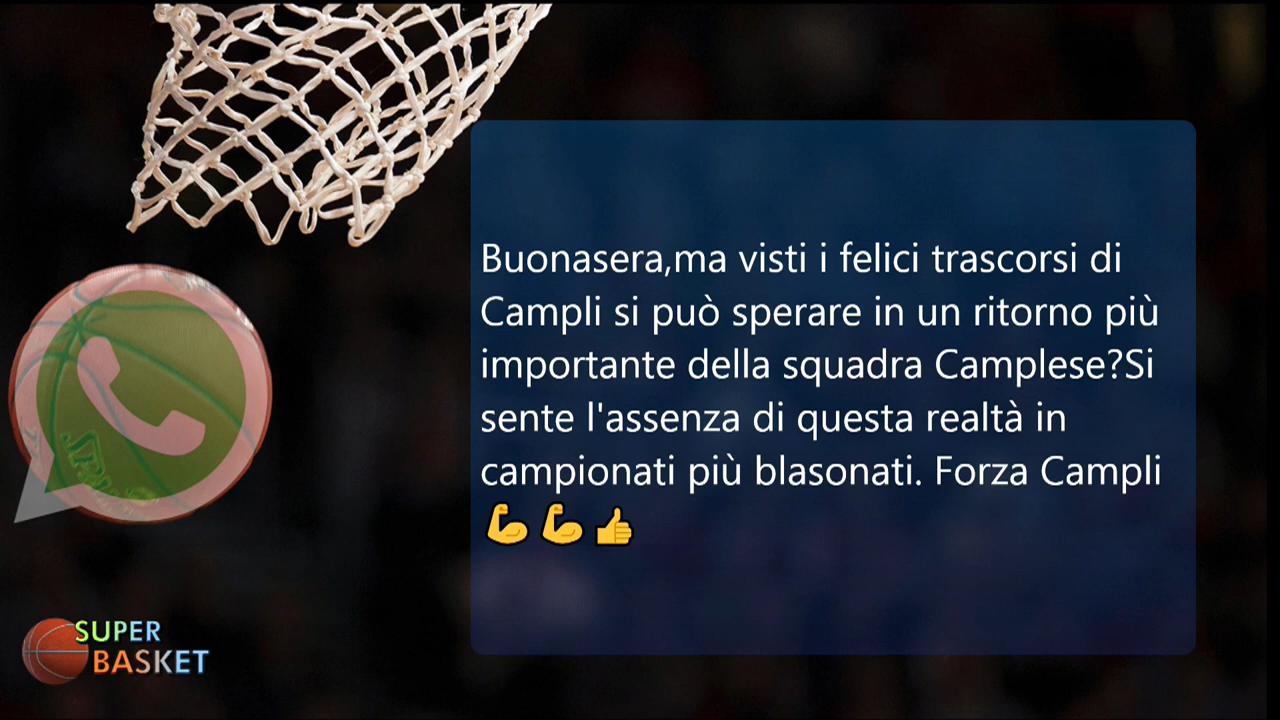 Buonasera,ma visti i felici trascorsi di
Campli si può sperare in un ritorno più
importante della squadra Camplese?Si
sente l'assenza di questa realtà in
campionati più blasonati. Forza Campli
💪💪👍
SUPER
BASKET